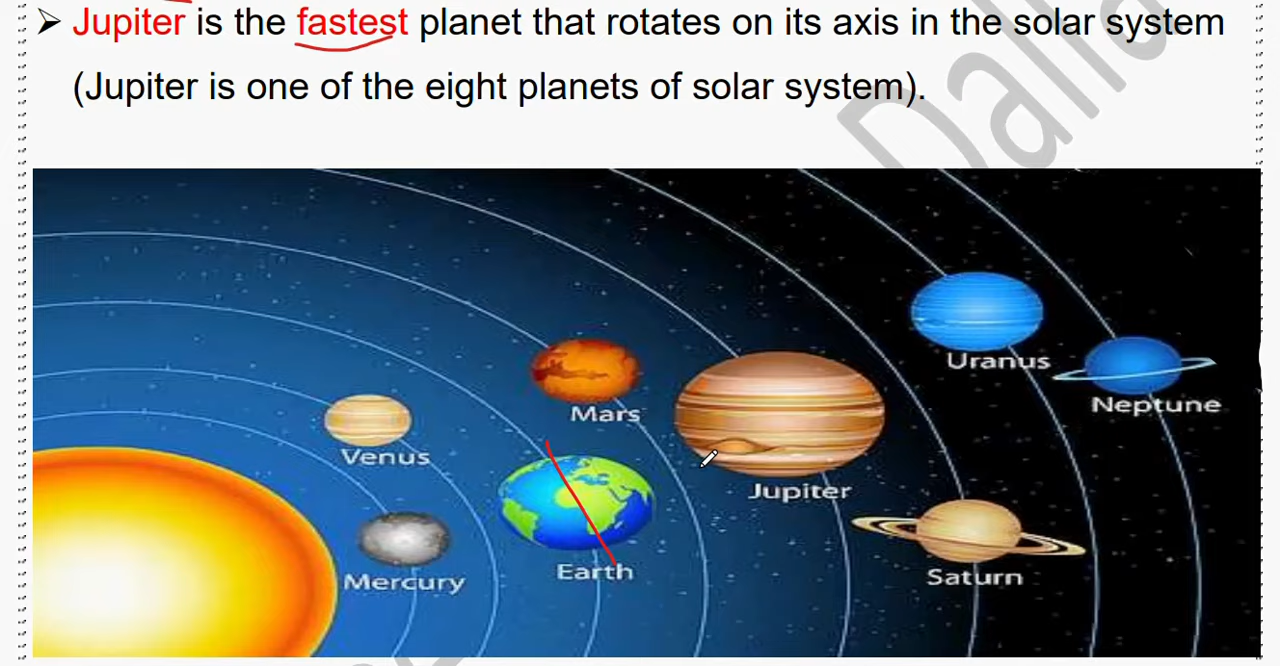 ➤ Jupiter is the fastest planet that rotates on its axis in the solar system
(Jupiter is one of the eight planets of solar system).
Uranus
Neptune
Mars
Venus
Jupiter
Earth
Saturn
Mercury